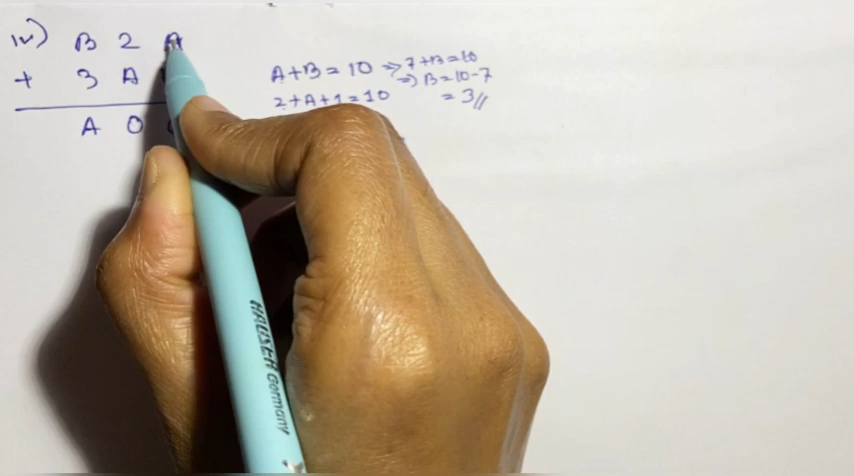 iv) B 2 A
+ 3 A
A 0
A+B=10 => 7+B=10
=> B=10-7
2+A+1=10
=3//
HAUSER Germany